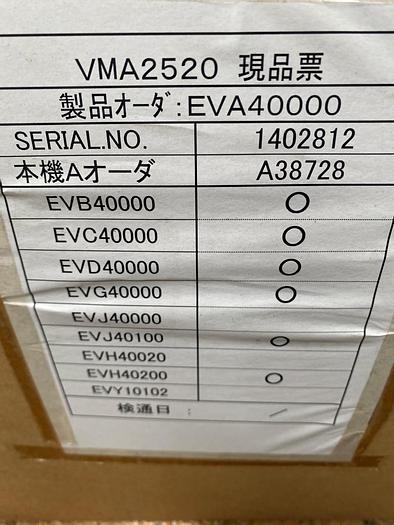 VMA2520 現品票
製品ｵｰﾀﾞ:EVA40000
SERIAL.NO. 1402812
本機Aオーダ A38728
EVB40000 ○
EVC40000 ○
EVD40000 ○
EVG40000 ○
EVJ40000
EVJ40100 ○
EVH40020
EVH40200 ○
EVY10102
検通日: /